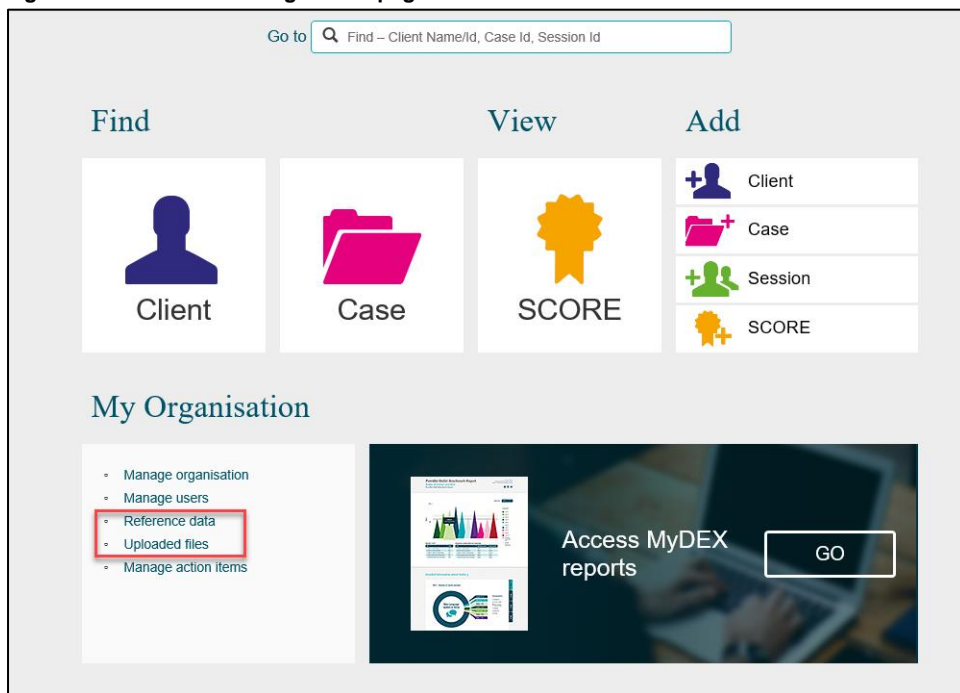 Go to Find – Client Name/Id, Case Id, Session Id
Find View Add
Client
Case
Session
SCORE
Client Case SCORE
My Organisation
Manage organisation
Manage users
Reference data
Uploaded files
Manage action items
Access MyDEX
reports
GO